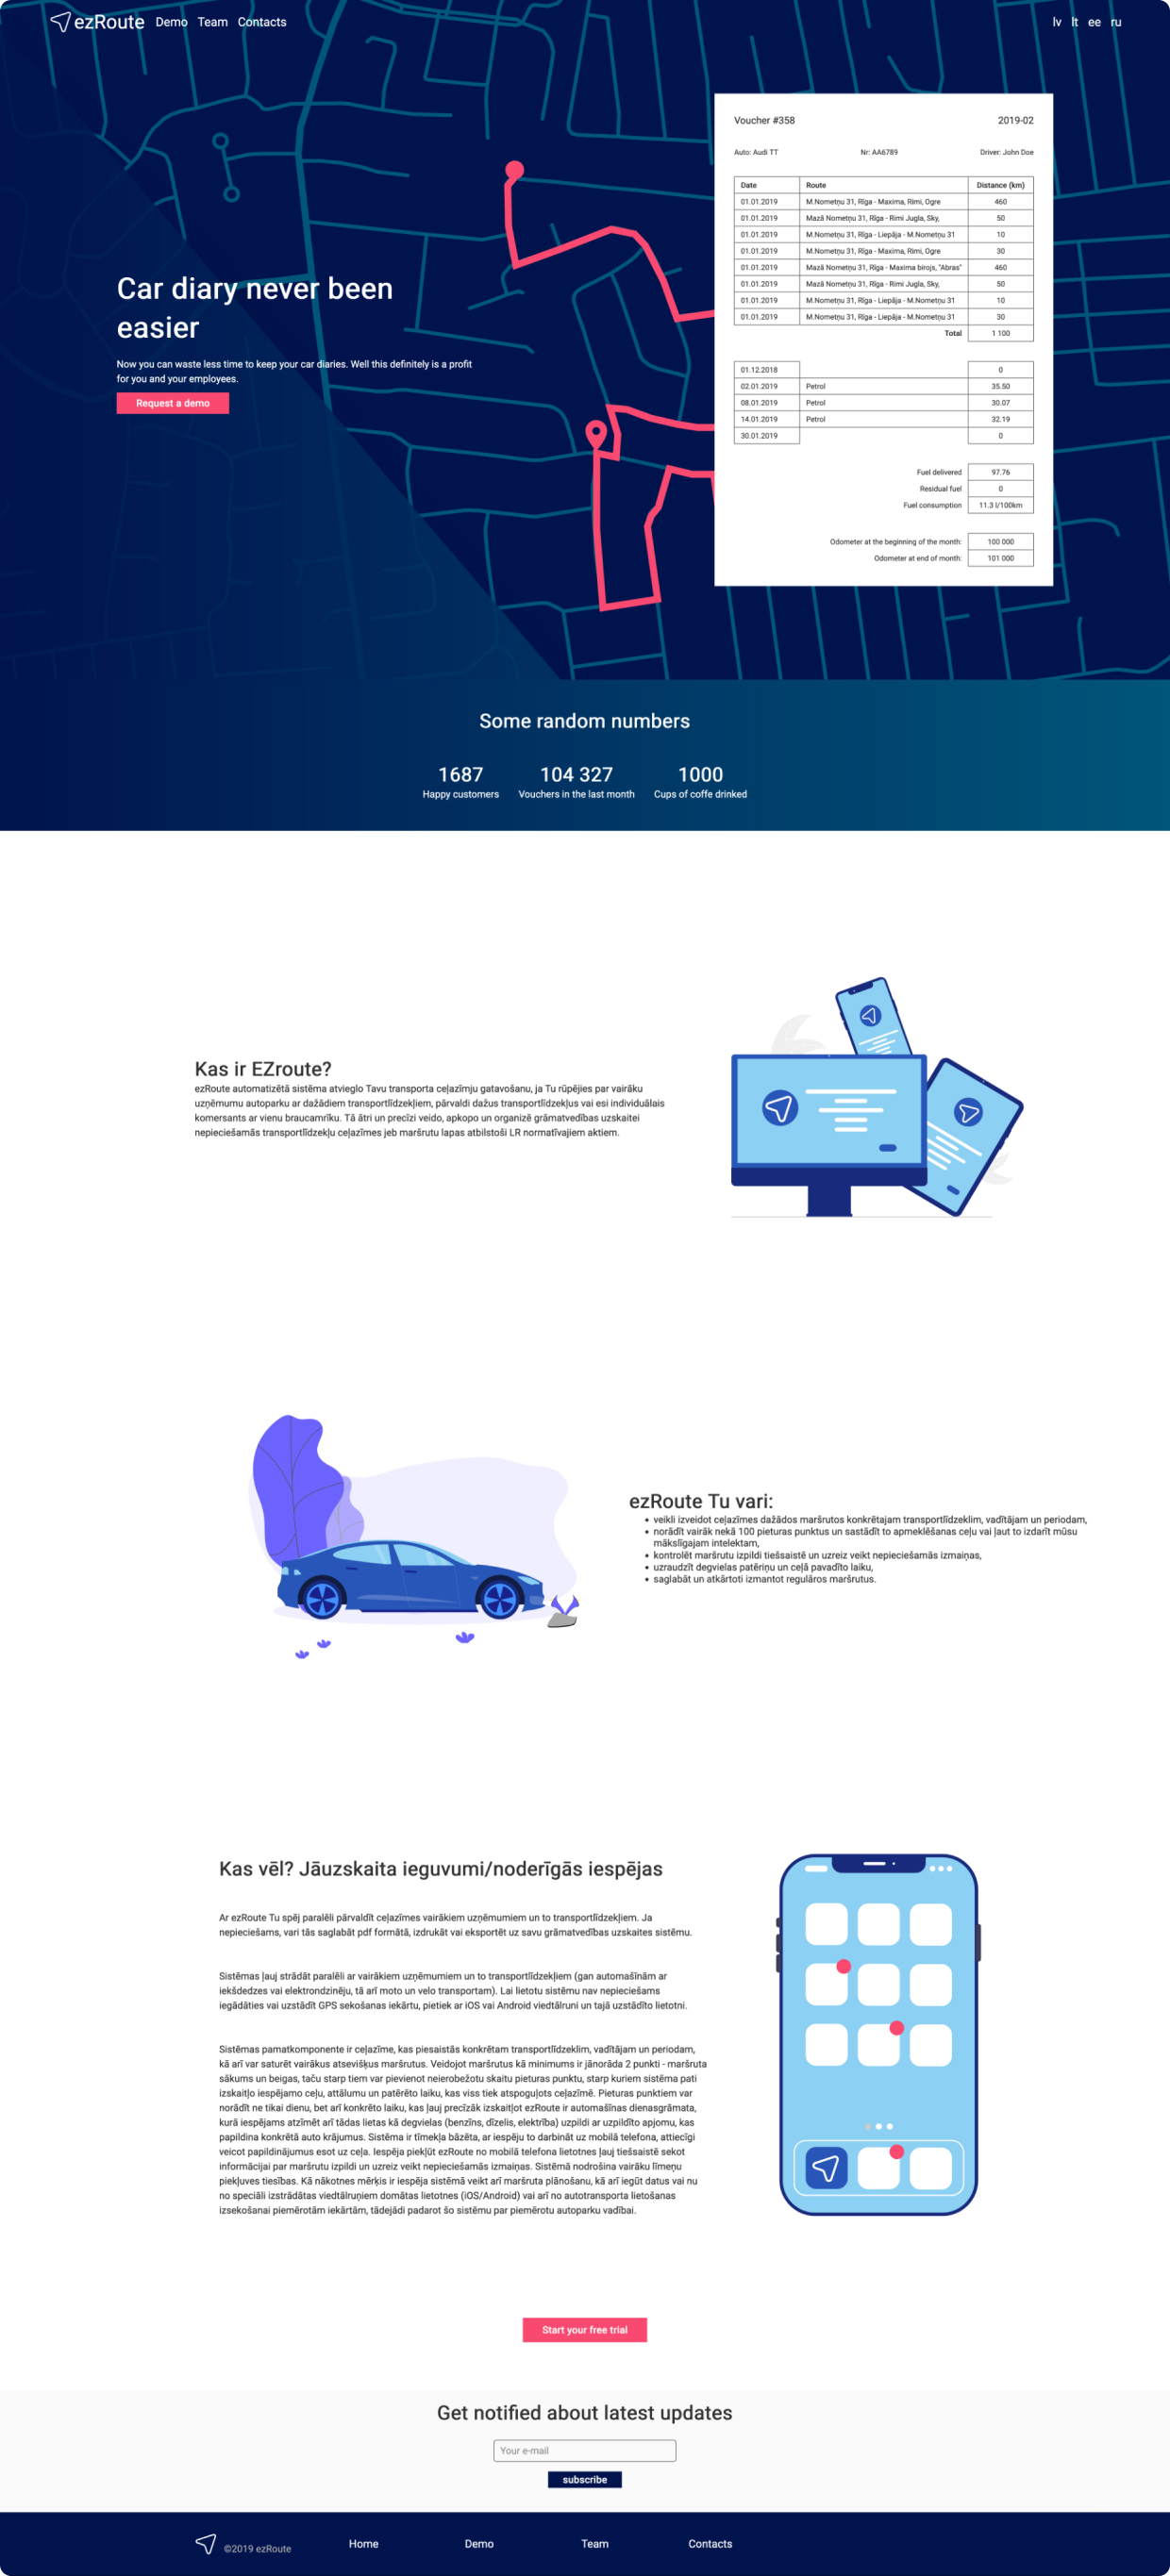 ezRoute Demo Team Contacts
lv lt ee ru
Voucher #358 2019-02
Auto: Audi TT Nr: AA6789 Driver: John Doe
Date Route Distance (km)
01.01.2019 M.Nometņu 31, Rīga - Maxima, Rimi, Ogre 460
01.01.2019 Mazā Nometņu 31, Rīga - Rimi Jugla, Sky, 50
01.01.2019 M.Nometņu 31, Rīga - Liepāja - M.Nometņu 31 10
01.01.2019 M.Nometņu 31, Rīga - Maxima, Rimi, Ogre 30
01.01.2019 Mazā Nometņu 31, Rīga - Maxima birojs, "Abras" 460
01.01.2019 Mazā Nometņu 31, Rīga - Rimi Jugla, Sky, 50
01.01.2019 M.Nometņu 31, Rīga - Liepāja - M.Nometņu 31 10
01.01.2019 M.Nometņu 31, Rīga - Liepāja - M.Nometņu 31 30
Total 1 100
01.12.2018 0
02.01.2019 Petrol 35.50
08.01.2019 Petrol 30.07
14.01.2019 Petrol 32.19
30.01.2019 0
Fuel delivered 97.76
Residual fuel 0
Fuel consumption 11.3 l/100km
Odometer at the beginning of the month: 100 000
Odometer at end of month: 101 000
Car diary never been
easier
Now you can waste less time to keep your car diaries. Well this definitely is a profit
for you and your employees.
Request a demo
Some random numbers
1687 104 327 1000
Happy customers Vouchers in the last month Cups of coffe drinked
Kas ir EZroute?
ezRoute automatizētā sistēma atvieglo Tavu transporta ceļazīmju gatavošanu, ja Tu rūpējies par vairāku
uzņēmumu autoparku ar dažādiem transportlīdzekļiem, pārvaldi dažus transportlīdzekļus vai esi individuālais
komersants ar vienu braucamrīku. Tā ātri un precīzi veido, apkopo un organizē grāmatvedības uzskaitei
nepieciešamās transportlīdzekļu ceļazīmes jeb maršrutu lapas atbilstoši LR normatīvajiem aktiem.
ezRoute Tu vari:
• veikli izveidot ceļazīmes dažādos maršrutos konkrētajam transportlīdzeklim, vadītājam un periodam,
• norādīt vairāk nekā 100 pieturas punktus un sastādīt to apmeklēšanas ceļu vai ļaut to izdarīt mūsu
mākslīgajam intelektam,
• kontrolēt maršrutu izpildi tiešsaistē un uzreiz veikt nepieciešamās izmaiņas,
• uzraudzīt degvielas patēriņu un ceļā pavadīto laiku,
• saglabāt un atkārtoti izmantot regulāros maršrutus.
Kas vēl? Jāuzskaita ieguvumi/noderīgās iespējas
Ar ezRoute Tu spēj paralēli pārvaldīt ceļazīmes vairākiem uzņēmumiem un to transportlīdzekļiem. Ja
nepieciešams, vari tās saglabāt pdf formātā, izdrukāt vai eksportēt uz savu grāmatvedības uzskaites sistēmu.
Sistēmas ļauj strādāt paralēli ar vairākiem uzņēmumiem un to transportlīdzekļiem (gan automašīnām ar
iekšdedzes vai elektrondzinēju, tā arī moto un velo transportam). Lai lietotu sistēmu nav nepieciešams
iegādāties vai uzstādīt GPS sekošanas iekārtu, pietiek ar iOS vai Android viedtālruni un tajā uzstādīto lietotni.
Sistēmas pamatkomponente ir ceļazīme, kas piesaistās konkrētam transportlīdzeklim, vadītājam un periodam,
kā arī var saturēt vairākus atsevišķus maršrutus. Veidojot maršrutus kā minimums ir jānorāda 2 punkti - maršruta
sākums un beigas, taču starp tiem var pievienot neierobežotu skaitu pieturas punktu, starp kuriem sistēma pati
izskaitļo iespējamo ceļu, attālumu un patērēto laiku, kas viss tiek atspoguļots ceļazīmē. Pieturas punktiem var
norādīt ne tikai dienu, bet arī konkrēto laiku, kas ļauj precīzāk izskaitļot ezRoute ir automašīnas dienasgrāmata,
kurā iespējams atzīmēt arī tādas lietas kā degvielas (benzīns, dīzelis, elektrība) uzpildi ar uzpildīto apjomu, kas
papildina konkrētā auto krājumus. Sistēma ir tīmekļa bāzēta, ar iespēju to darbināt uz mobilā telefona, attiecīgi
veicot papildinājumus esot uz ceļa. Iespēja piekļūt ezRoute no mobilā telefona lietotnes ļauj tiešsaistē sekot
informācijai par maršrutu izpildi un uzreiz veikt nepieciešamās izmaiņas. Sistēmā nodrošina vairāku līmeņu
piekļuves tiesības. Kā nākotnes mērķis ir iespēja sistēmā veikt arī maršruta plānošanu, kā arī iegūt datus vai nu
no speciāli izstrādātas viedtālruņiem domātas lietotnes (iOS/Android) vai arī no autotransporta lietošanas
izsekošanai piemērotām iekārtām, tādejādi padarot šo sistēmu par piemērotu autoparku vadībai.
Start your free trial
Get notified about latest updates
Your e-mail
subscribe
©2019 ezRoute Home Demo Team Contacts